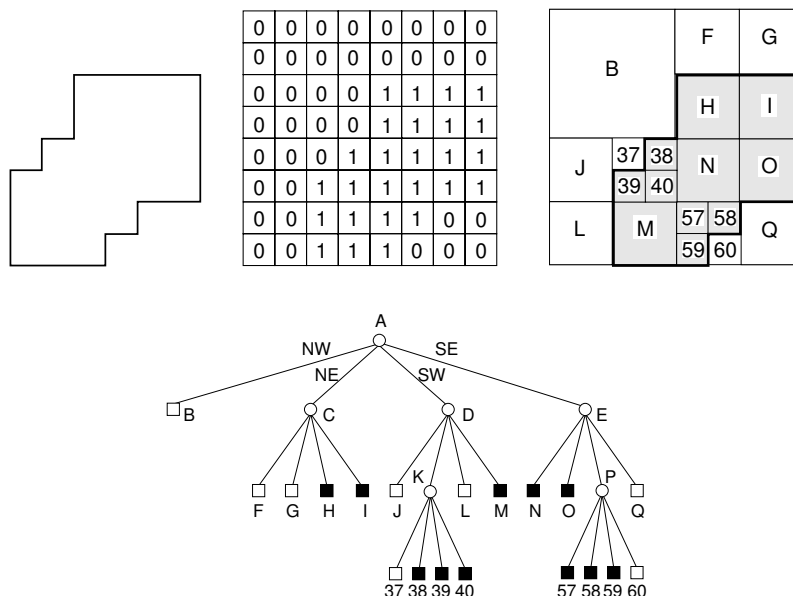 0 0 0 0 0 0 0 0
0 0 0 0 0 0 0 0
0 0 0 0 1 1 1 1
0 0 0 0 1 1 1 1
0 0 0 1 1 1 1 1
0 0 1 1 1 1 1 1
0 0 1 1 1 1 0 0
0 0 1 1 1 0 0 0
B F G
H I
J 37 38 N O
39 40
L M 57 58 Q
59 60
A
NW NE SW SE
B C D E
K P
F G H I J L M N O Q
37 38 39 40 57 58 59 60